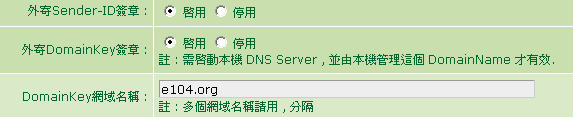 外寄Sender-ID簽章： 啓用 停用
外寄DomainKey簽章： 啓用 停用
註：需啓動本機 DNS Server , 並由本機管理這個 DomainName 才有效.
DomainKey網域名稱： e104.org
註：多個網域名稱請用 , 分隔